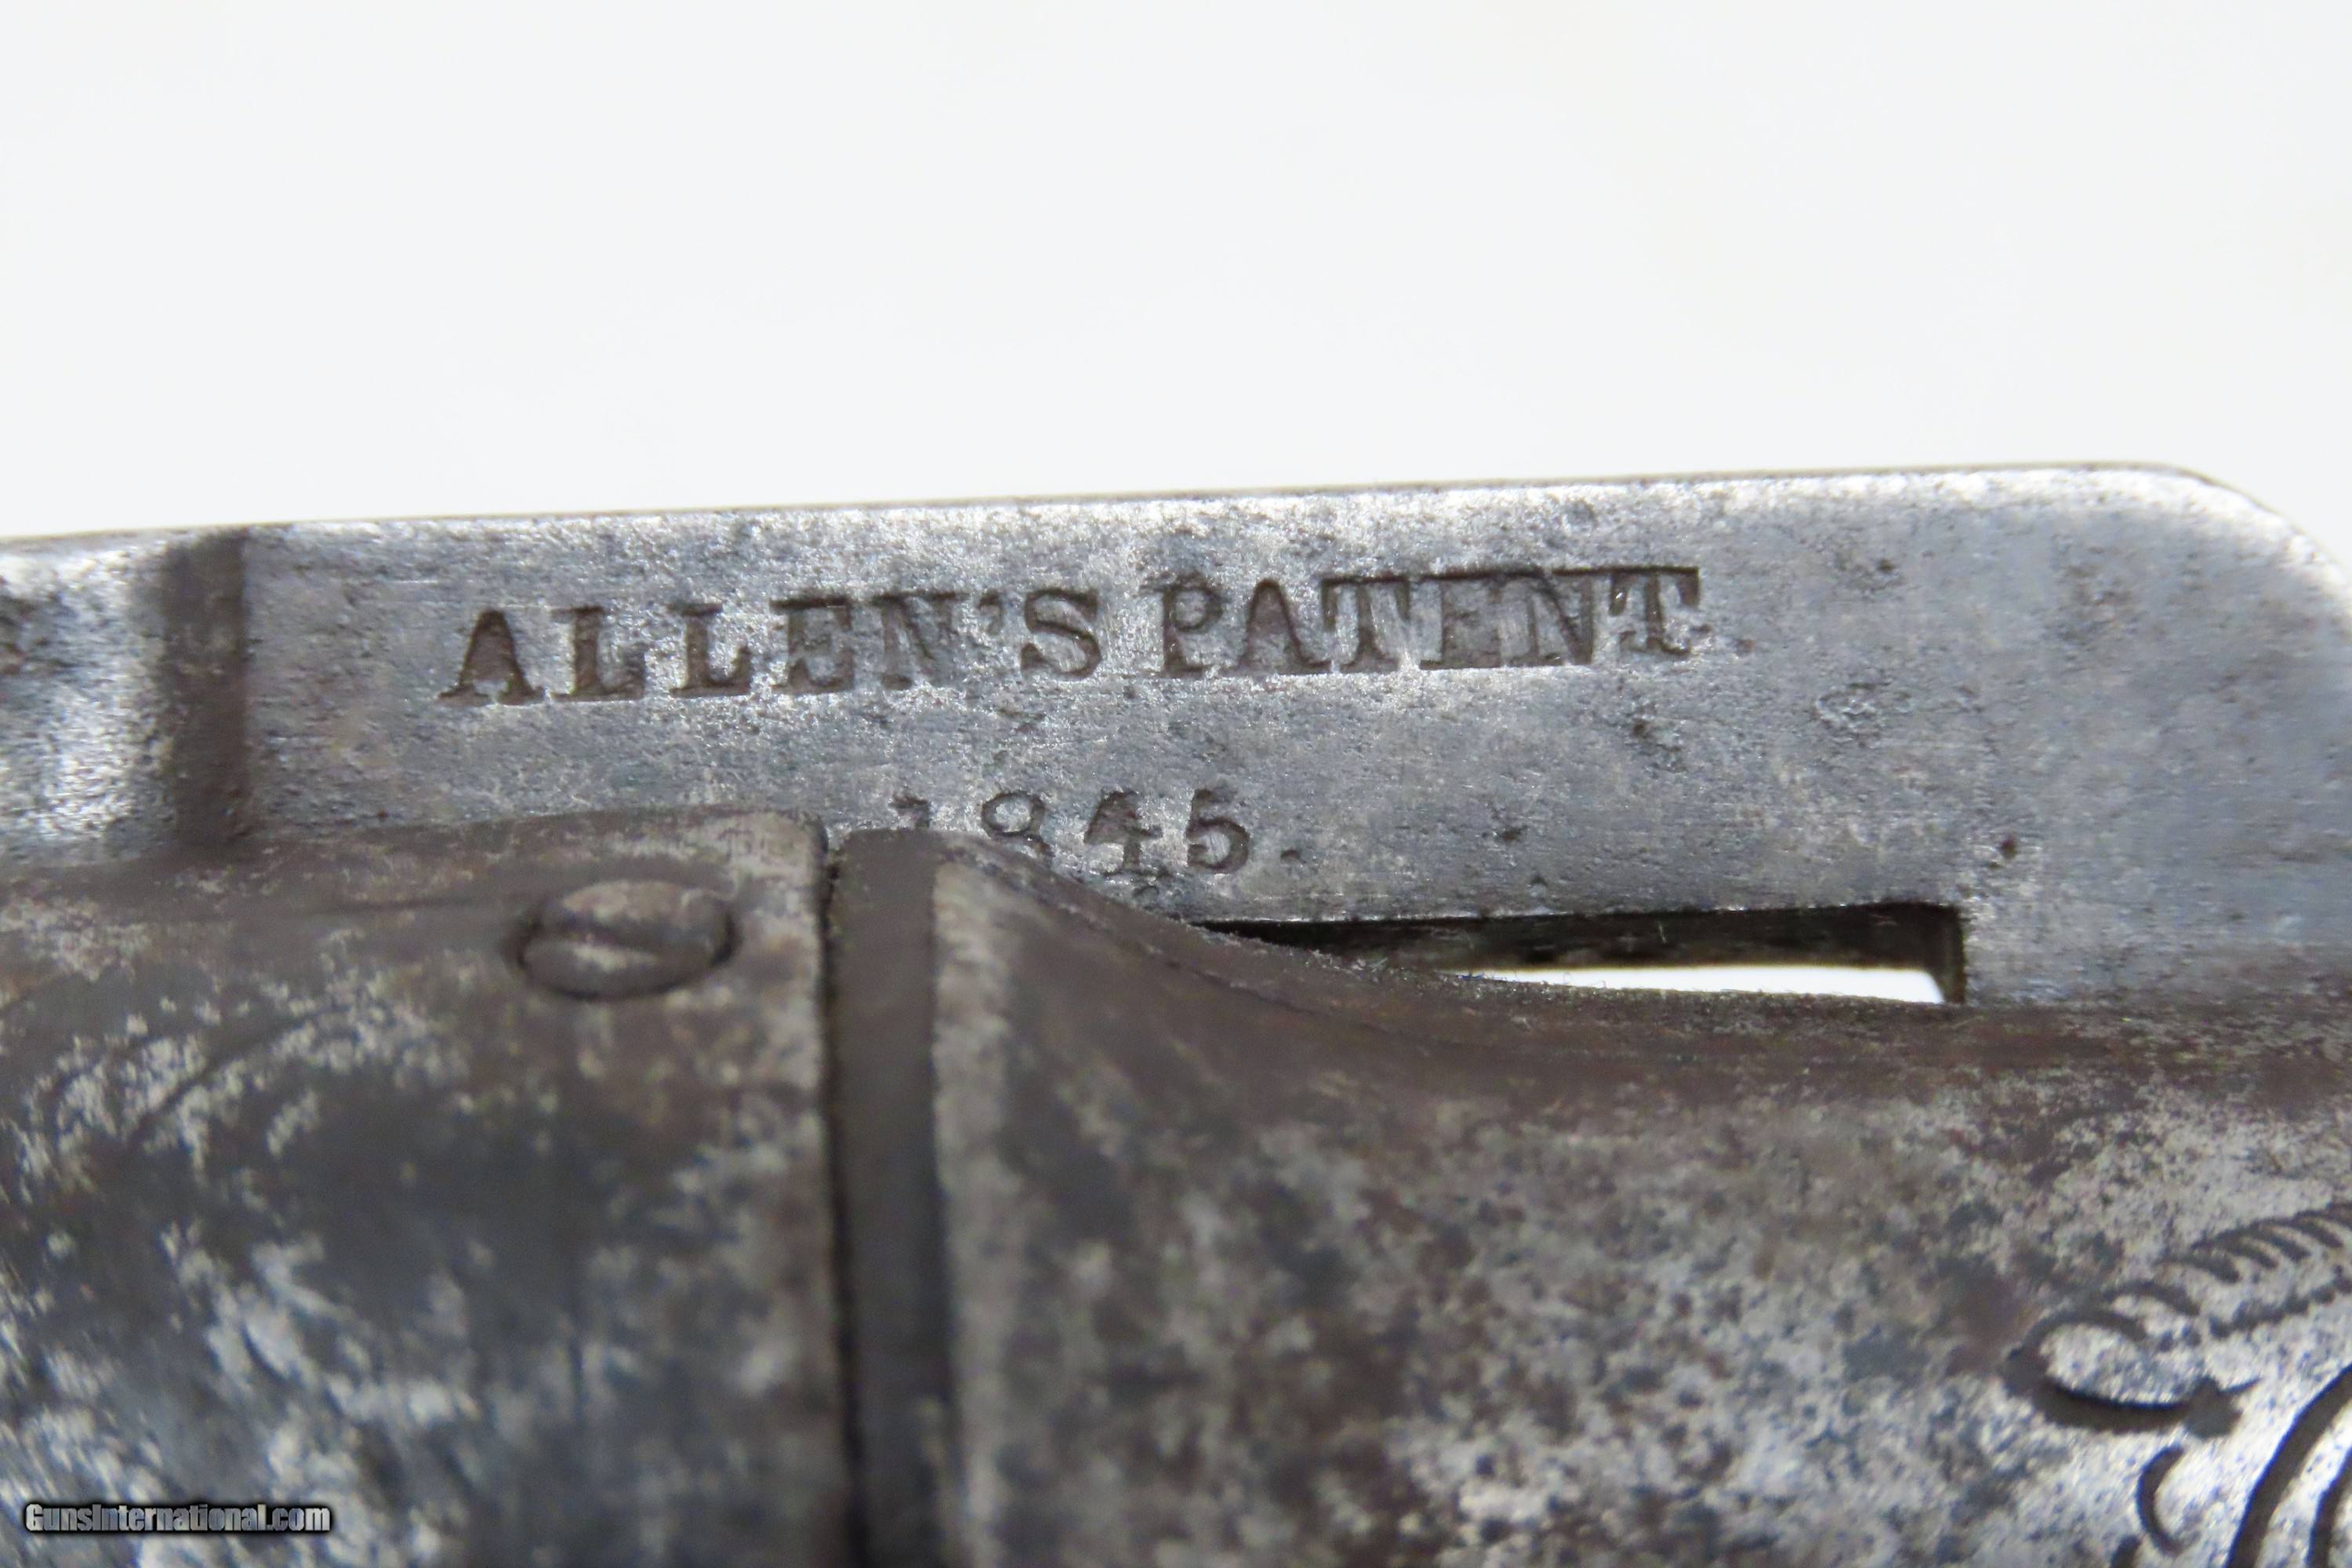 ALLEN'S PATENT.
1845.
GunsInternational.com